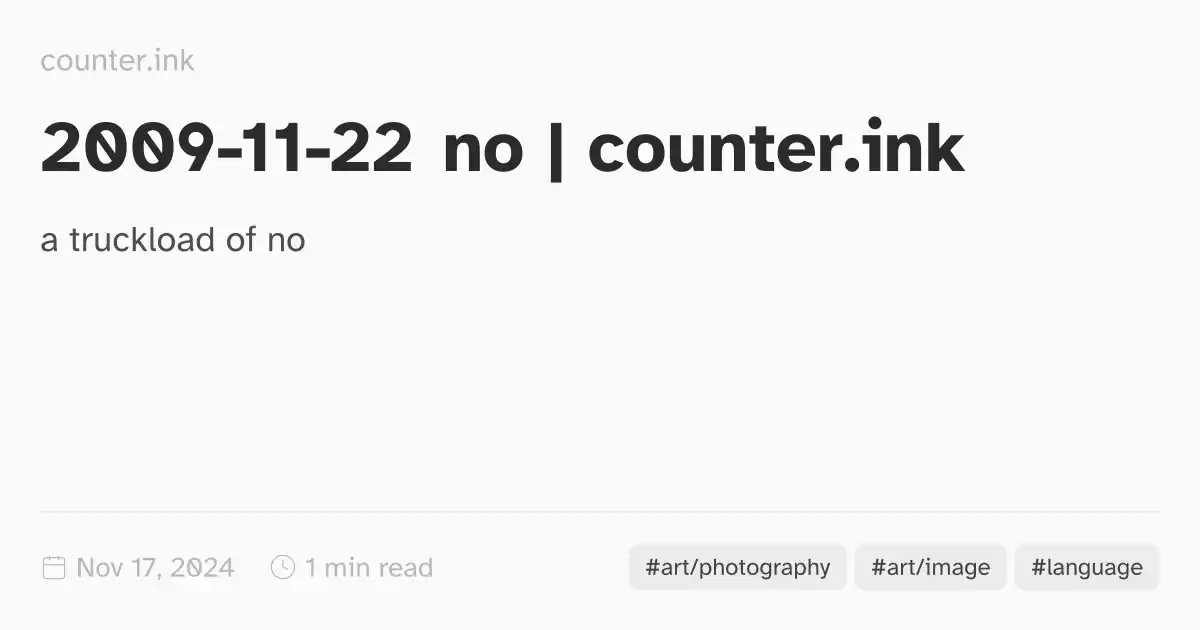 counter.ink
2009-11-22 no | counter.ink
a truckload of no
Nov 17, 2024 1 min read #art/photography #art/image #language